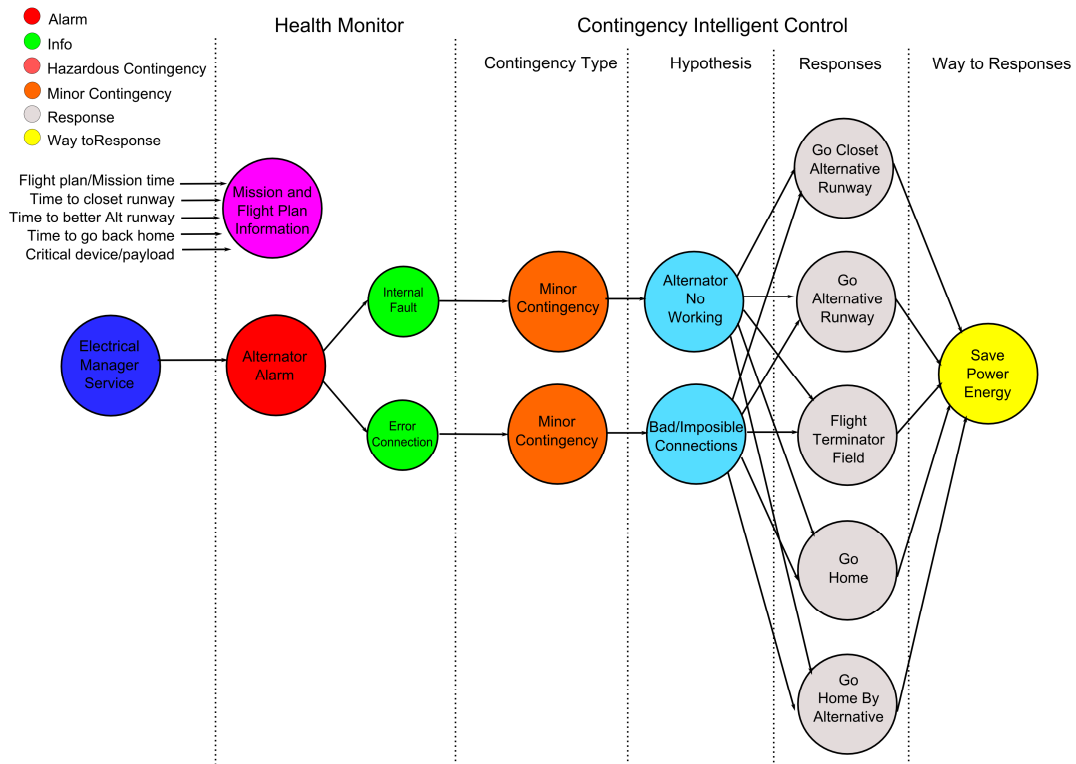 Alarm
Info
Hazardous Contingency
Minor Contingency
Response
Way toResponse
Health Monitor
Contingency Intelligent Control
Contingency Type
Hypothesis
Responses
Way to Responses
Flight plan/Mission time
Time to closet runway
Time to better Alt runway
Time to go back home
Critical device/payload
Mission and
Flight Plan
Information
Electrical
Manager
Service
Alternator
Alarm
Internal
Fault
Error
Connection
Minor
Contingency
Minor
Contingency
Alternator
No
Working
Bad/Imposible
Connections
Go Closet
Alternative
Runway
Go
Alternative
Runway
Flight
Terminator
Field
Go
Home
Go
Home By
Alternative
Save
Power
Energy